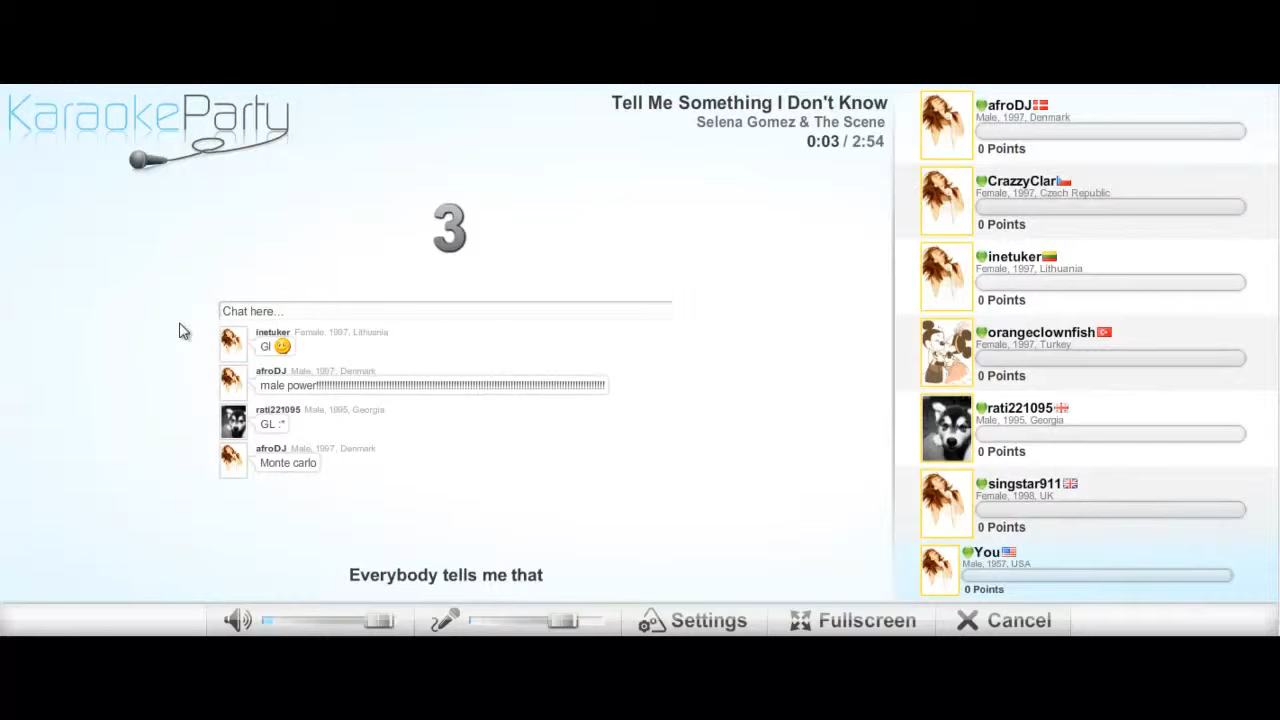 KaraokeParty
Tell Me Something I Don't Know
Selena Gomez & The Scene
0:03 / 2:54
3
Chat here...
inetuker Female, 1997, Lithuania
Gl
afroDJ Male, 1997, Denmark
male power!!!!!!!!!!!!!!!!!!!!!!!!!!!!!!!!!!!!!!!!!!!!!!!!!!!!!!!!!!!!!!!!!!!!!!!!!!!!!!!!!!!!!!!!!!!!!!!!!!!!
rati221095 Male, 1995, Georgia
GL :*
afroDJ Male, 1997, Denmark
Monte carlo
Everybody tells me that
afroDJ
Male, 1997, Denmark
0 Points
CrazzyClar
Female, 1997, Czech Republic
0 Points
inetuker
Female, 1997, Lithuania
0 Points
orangeclownfish
Female, 1997, Turkey
0 Points
rati221095
Male, 1995, Georgia
0 Points
singstar911
Female, 1998, UK
0 Points
You
Male, 1957, USA
0 Points
Settings
Fullscreen
Cancel